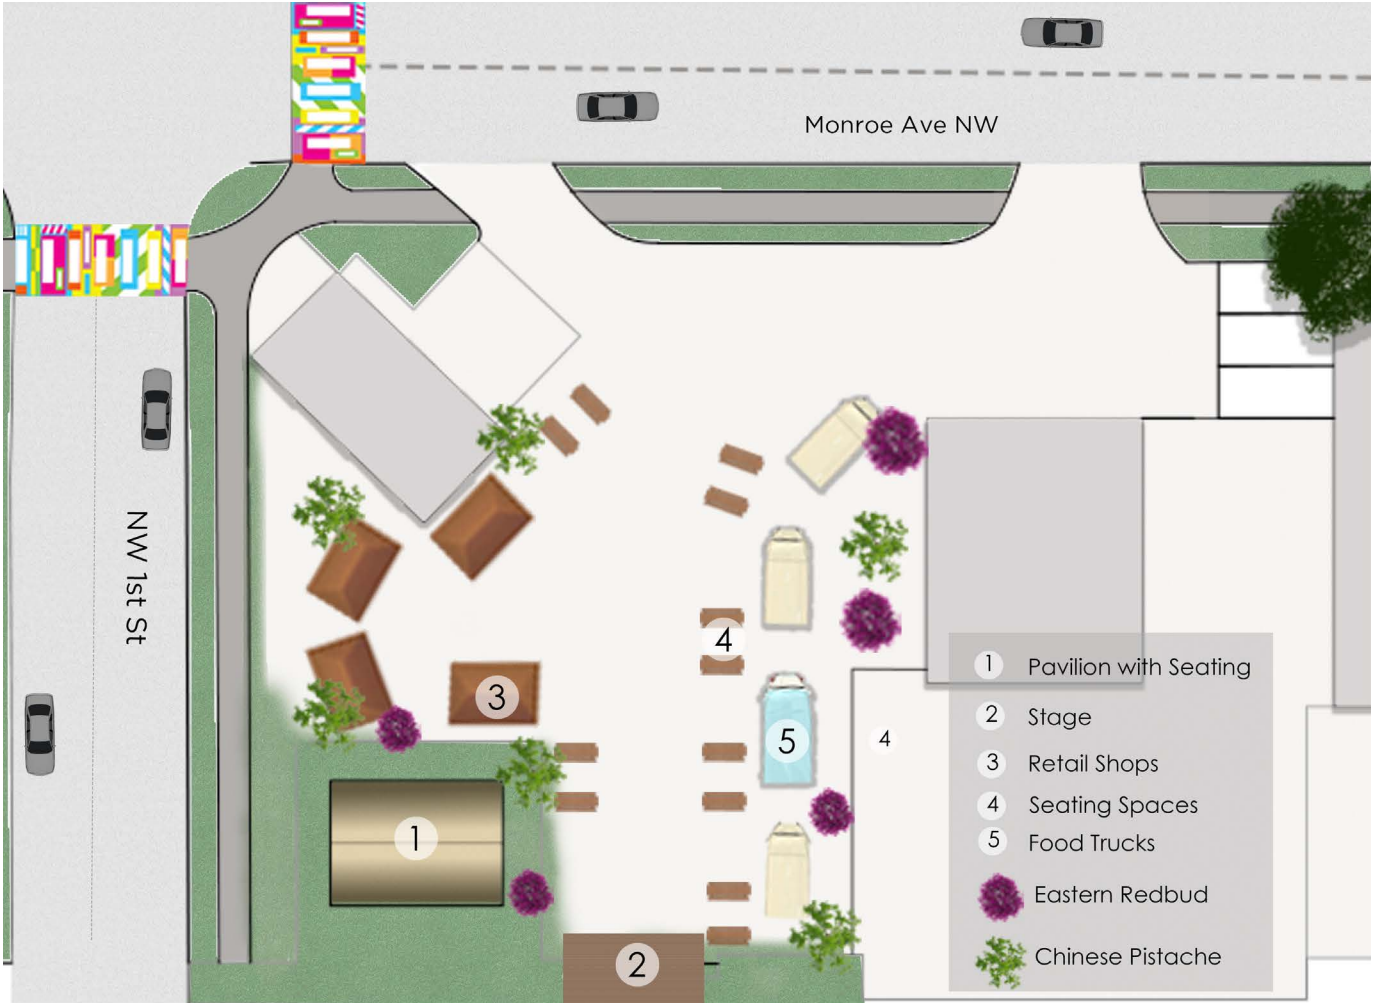 Monroe Ave NW
NW 1st St
4
5
4
3
1
2
1 Pavilion with Seating
2 Stage
3 Retail Shops
4 Seating Spaces
5 Food Trucks
Eastern Redbud
Chinese Pistache